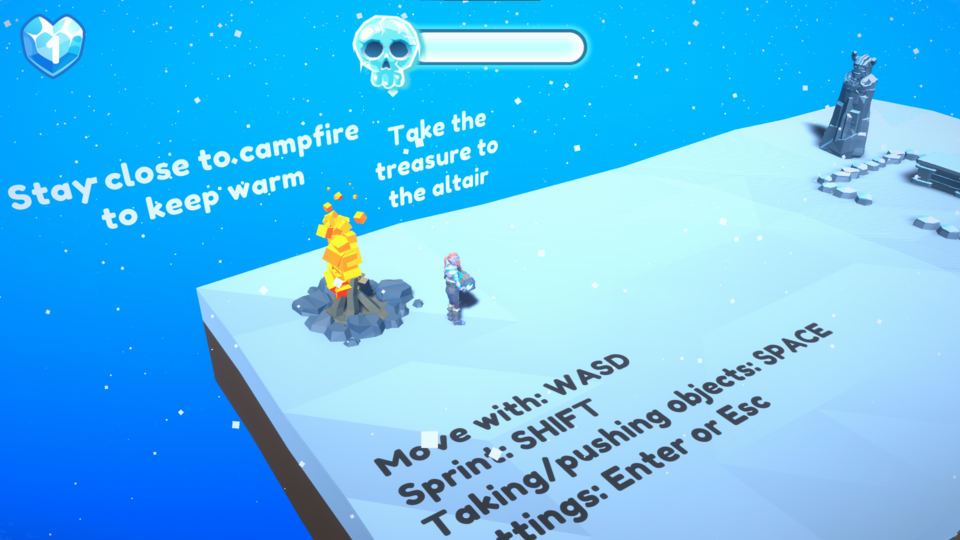 1
Stay close to campfire
to keep warm
Take the
treasure to
the altair
Move with: WASD
Sprint: SHIFT
Taking/pushing objects: SPACE
ttings: Enter or Esc